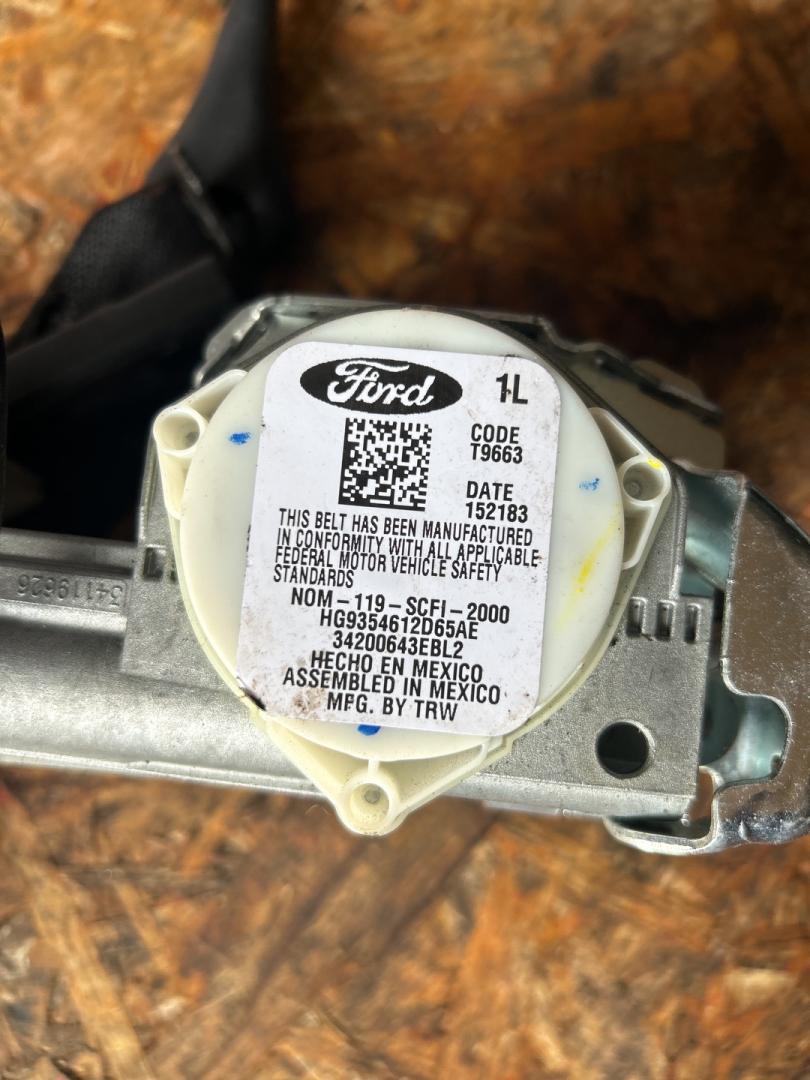 Ford
1L
CODE
T9663
DATE
152183
THIS BELT HAS BEEN MANUFACTURED
IN CONFORMITY WITH ALL APPLICABLE
FEDERAL MOTOR VEHICLE SAFETY
STANDARDS
NOM-119-SCFI-2000
HG9354612D65AE
34200643EBL2
HECHO EN MEXICO
ASSEMBLED IN MEXICO
MFG. BY TRW
34119626